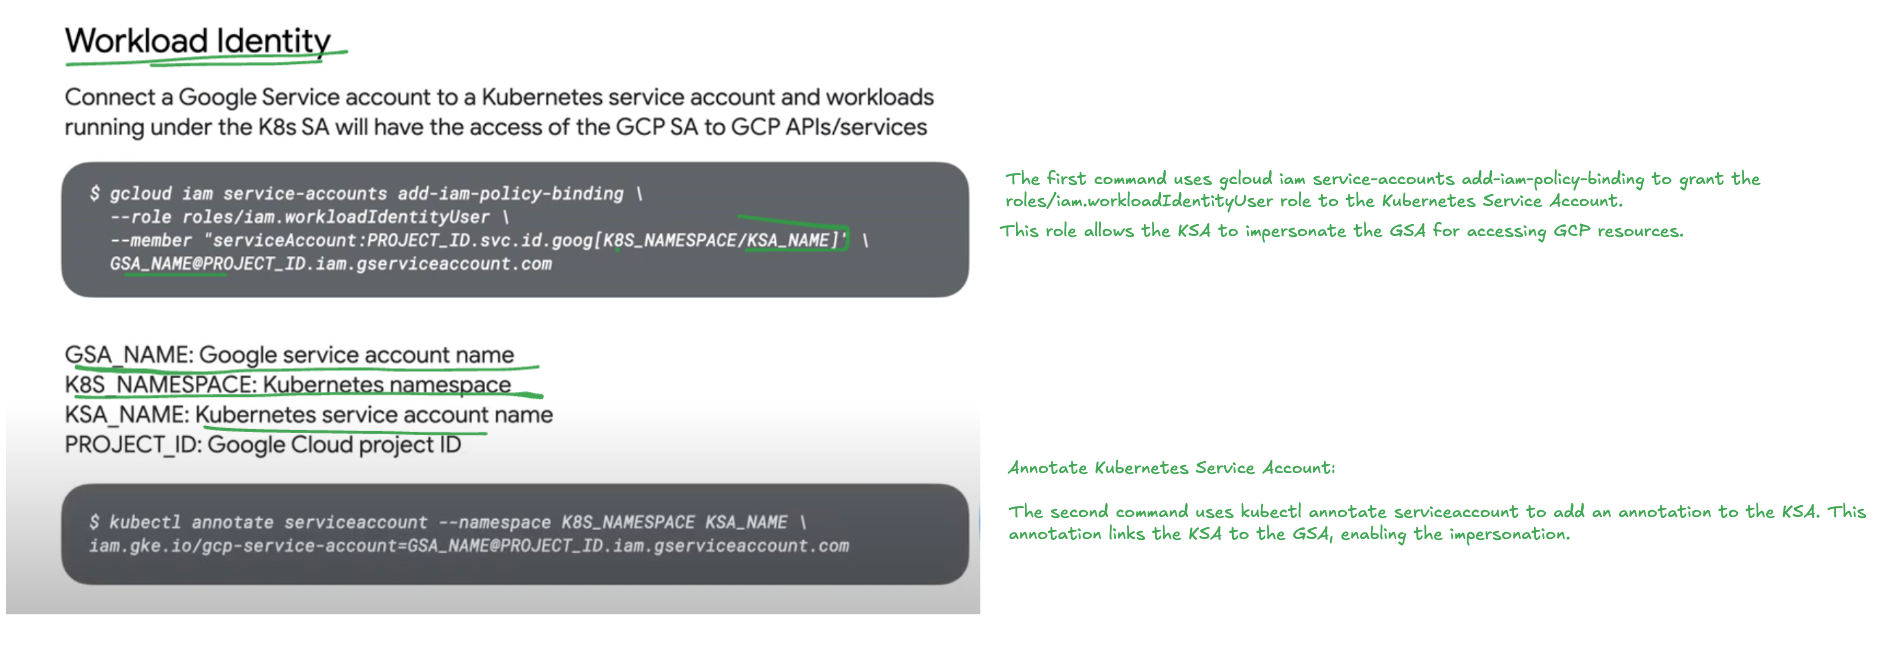 Workload Identity
Connect a Google Service account to a Kubernetes service account and workloads
running under the K8s SA will have the access of the GCP SA to GCP APIs/services
$ gcloud iam service-accounts add-iam-policy-binding \
--role roles/iam.workloadIdentityUser \
--member "serviceAccount:PROJECT_ID.svc.id.goog[K8S_NAMESPACE/KSA_NAME]' \
GSA_NAME@PROJECT_ID.iam.gserviceaccount.com
The first command uses gcloud iam service-accounts add-iam-policy-binding to grant the
roles/iam.workloadIdentityUser role to the Kubernetes Service Account.
This role allows the KSA to impersonate the GSA for accessing GCP resources.
GSA_NAME: Google service account name
K8S_NAMESPACE: Kubernetes namespace
KSA_NAME: Kubernetes service account name
PROJECT_ID: Google Cloud project ID
$ kubectl annotate serviceaccount --namespace K8S_NAMESPACE KSA_NAME \
iam.gke.io/gcp-service-account=GSA_NAME@PROJECT_ID.iam.gserviceaccount.com
Annotate Kubernetes Service Account:
The second command uses kubectl annotate serviceaccount to add an annotation to the KSA. This
annotation links the KSA to the GSA, enabling the impersonation.